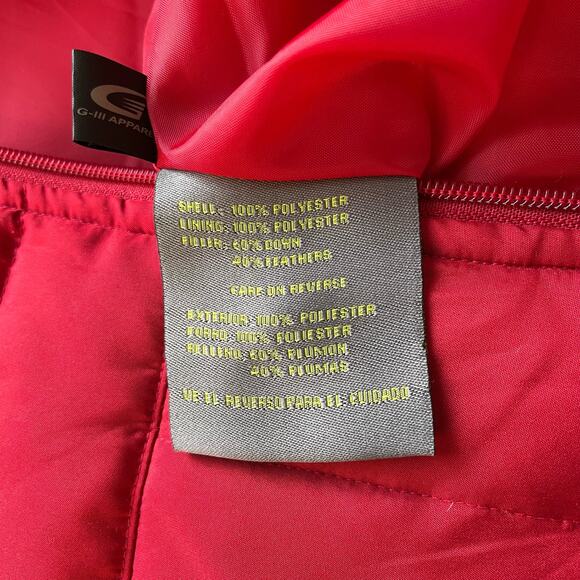 G-III APPAREL
SHELL: 100% POLYESTER
LINING: 100% POLYESTER
FILLER: 60% DOWN
40% FEATHERS
CARE ON REVERSE
EXTERIOR: 100% POLIESTER
FORRO: 100% POLIESTER
RELLENO: 60% PLUMON
40% PLUMAS
VE EL REVERSO PARA EL CUIDADO